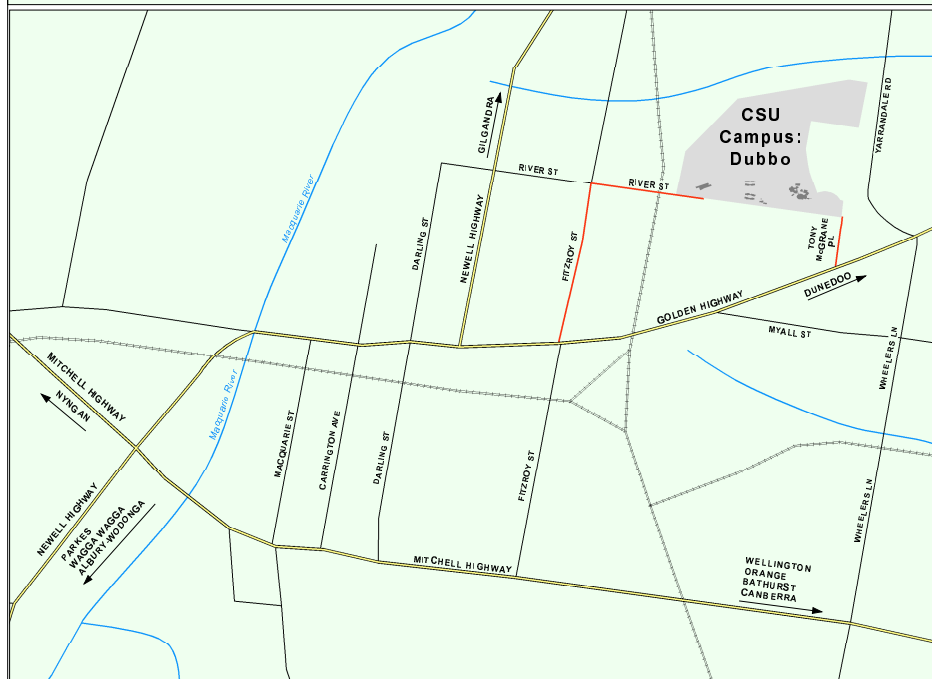 CSU
Campus:
Dubbo
YARRANDALE RD
GILGANDRA
RIVER ST
RIVER ST
Macquarie River
DARLING ST
NEWELL HIGHWAY
FITZROY ST
TONY
McGRANE
PL
DUNEDOO
GOLDEN HIGHWAY
MYALL ST
WHEELERS LN
MITCHELL HIGHWAY
NYNGAN
Macquarie River
MACQUARIE ST
CARRINGTON AVE
DARLING ST
FITZROY ST
WHEELERS LN
NEWELL HIGHWAY
PARKES
WAGGA WAGGA
ALBURY-WODONGA
MITCHELL HIGHWAY
WELLINGTON
ORANGE
BATHURST
CANBERRA